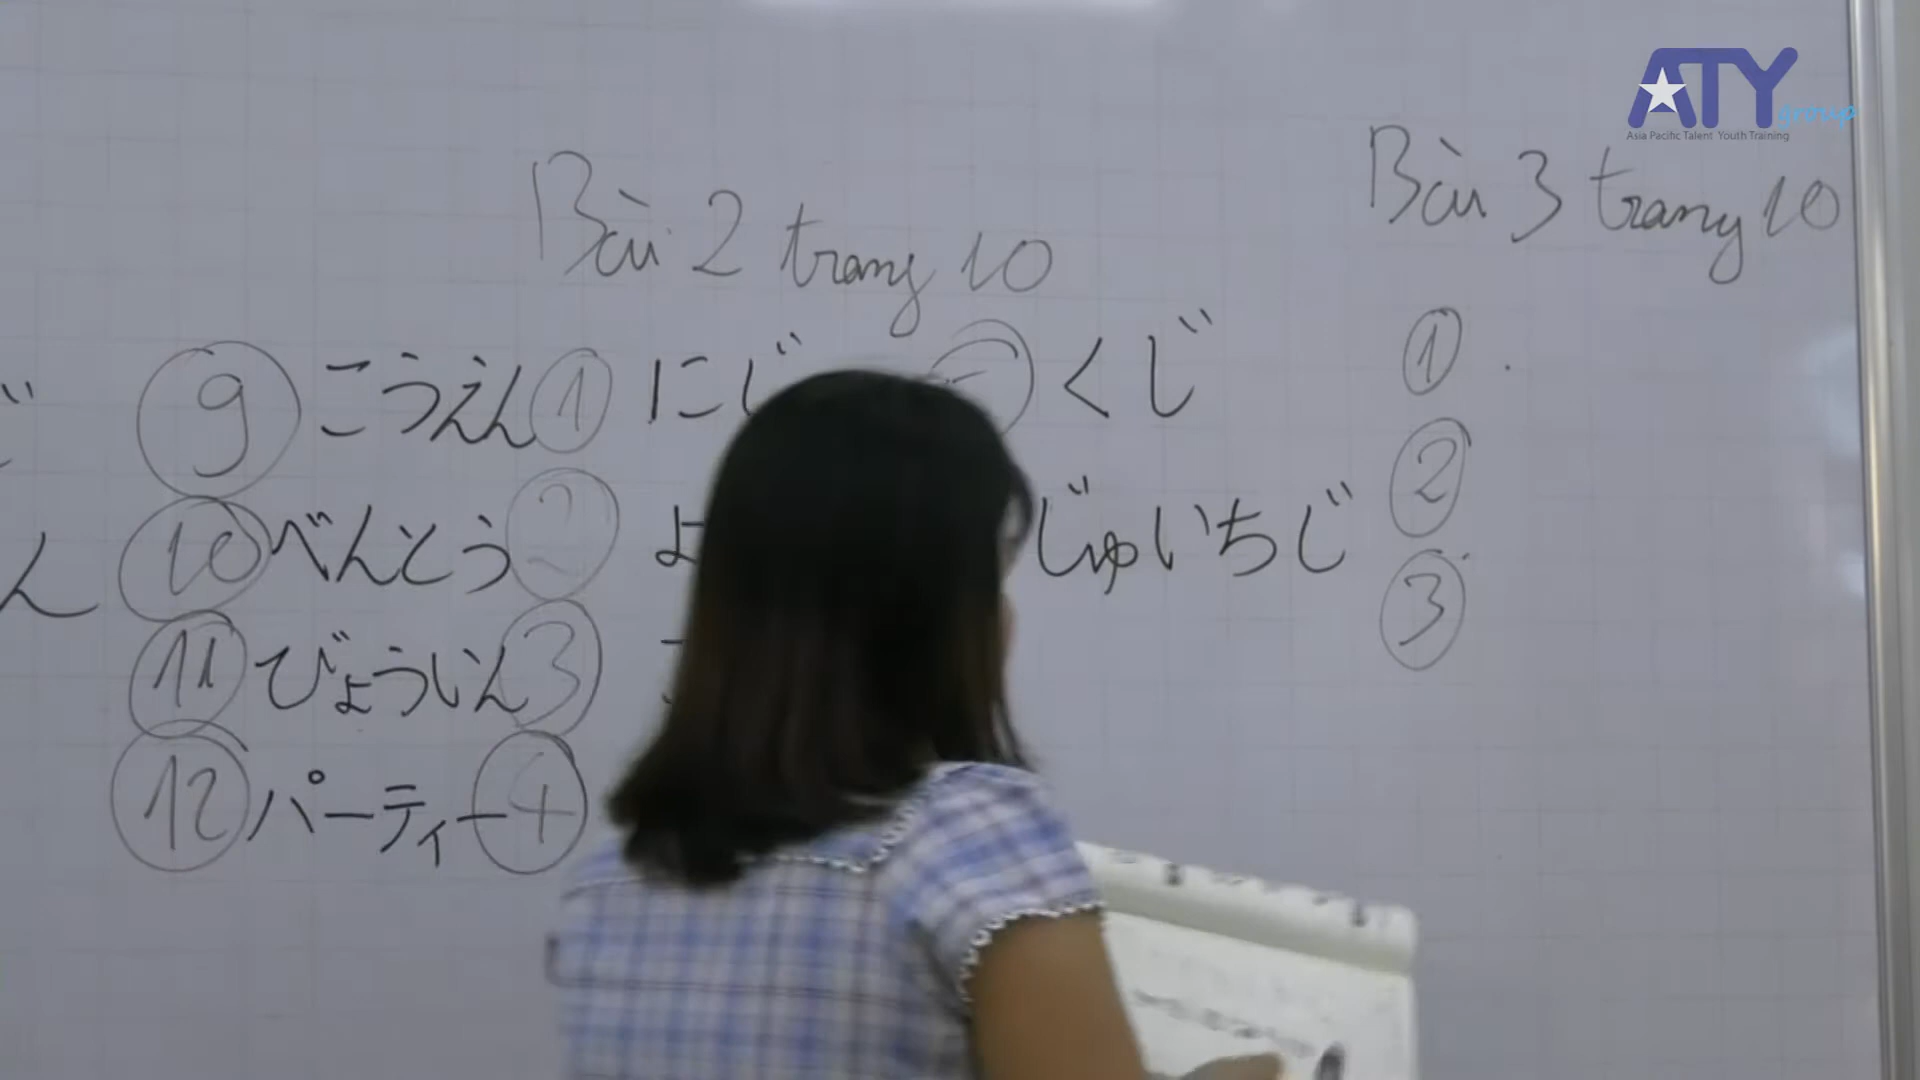 ATY group
Asia Pacific Talent Youth Training
Bài 2 trang 10
Bài 3 trang 10
9 こうえん 1 にじ くじ 1
10 べんとう 2 よ じゅいちじ 2
11 びょういん 3 3
12 パーティー 4